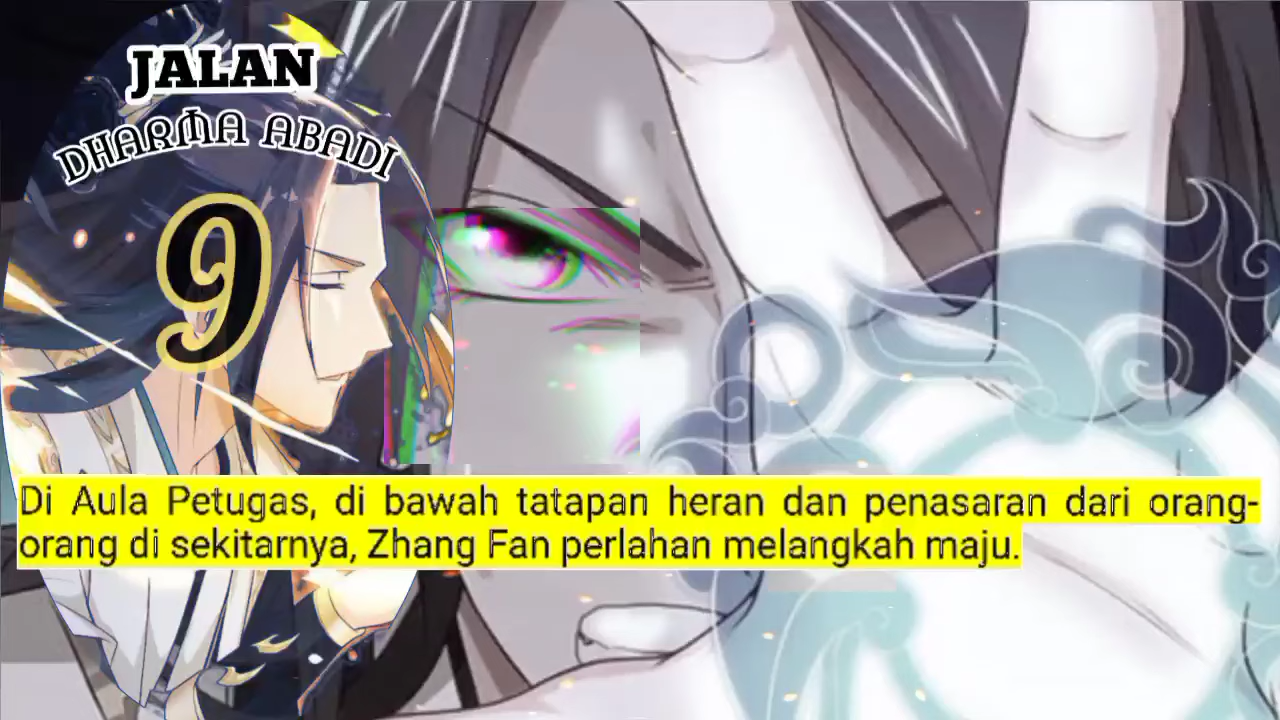 JALAN
DHARMA ABADI
9
Di Aula Petugas, di bawah tatapan heran dan penasaran dari orang-
orang di sekitarnya, Zhang Fan perlahan melangkah maju.